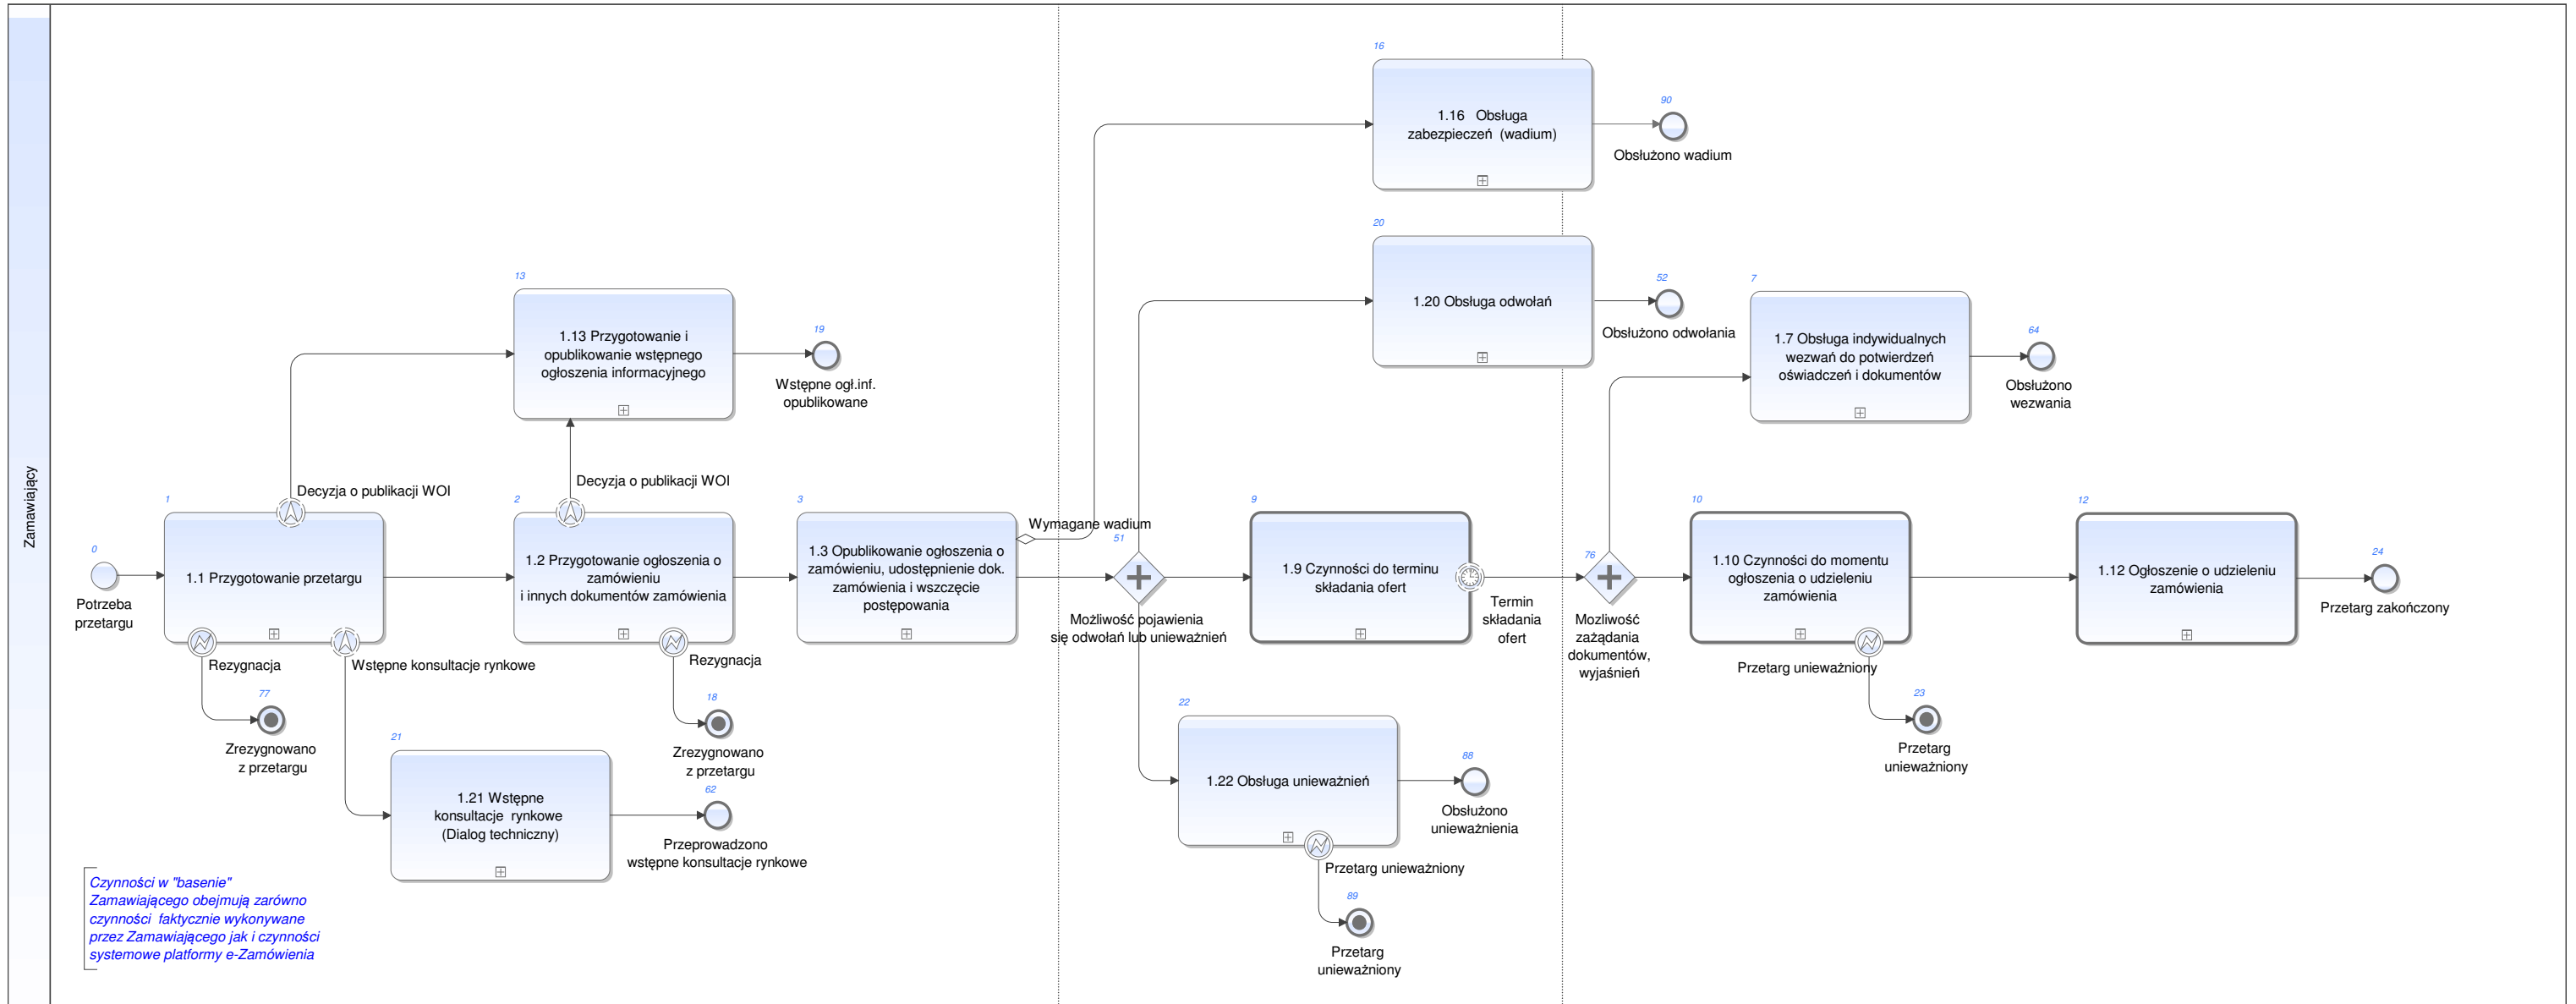 Zamawiający
16
1.16 Obsługa
zabezpieczeń (wadium)
90
Obsłużono wadium
20
1.20 Obsługa odwołań
52
Obsłużono odwołania
13
1.13 Przygotowanie i
opublikowanie wstępnego
ogłoszenia informacyjnego
19
Wstępne ogł.inf.
opublikowane
7
1.7 Obsługa indywidualnych
wezwań do potwierdzeń
oświadczeń i dokumentów
64
Obsłużono
wezwania
0
Potrzeba
przetargu
1
Decyzja o publikacji WOI
1.1 Przygotowanie przetargu
Rezygnacja
77
Zrezygnowano
z przetargu
Wstępne konsultacje rynkowe
2
Decyzja o publikacji WOI
1.2 Przygotowanie ogłoszenia o
zamówieniu
i innych dokumentów zamówienia
Rezygnacja
18
Zrezygnowano
z przetargu
3
1.3 Opublikowanie ogłoszenia o
zamówieniu, udostępnienie dok.
zamówienia i wszczęcie
postępowania
Wymagane wadium
51
Możliwość pojawienia
się odwołań lub unieważnień
9
1.9 Czynności do terminu
składania ofert
Termin
składania
ofert
76
Mozliwość
zażądania
dokumentów,
wyjaśnień
10
1.10 Czynności do momentu
ogłoszenia o udzieleniu
zamówienia
Przetarg unieważniony
23
Przetarg
unieważniony
12
1.12 Ogłoszenie o udzieleniu
zamówienia
24
Przetarg zakończony
21
1.21 Wstępne
konsultacje rynkowe
(Dialog techniczny)
62
Przeprowadzono
wstępne konsultacje rynkowe
22
1.22 Obsługa unieważnień
88
Obsłużono
unieważnienia
Przetarg unieważniony
89
Przetarg
unieważniony
Czynności w "basenie"
Zamawiającego obejmują zarówno
czynności faktycznie wykonywane
przez Zamawiającego jak i czynności
systemowe platformy e-Zamówienia